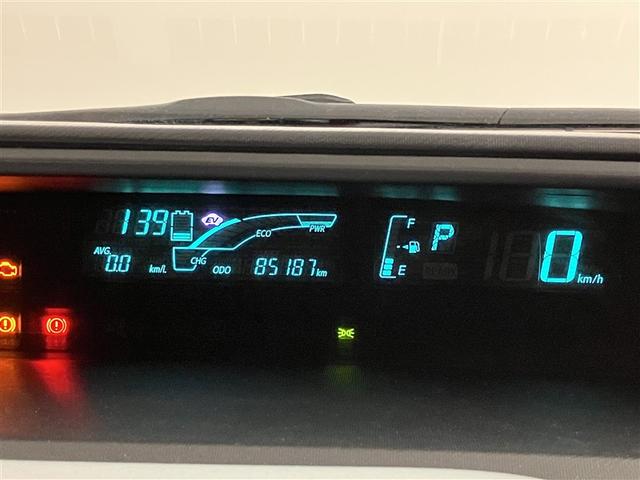 139 EV
ECO PWR
AVG. 0.0 km/L
CHG
ODO 85187 km
F
E
P
0 km/h